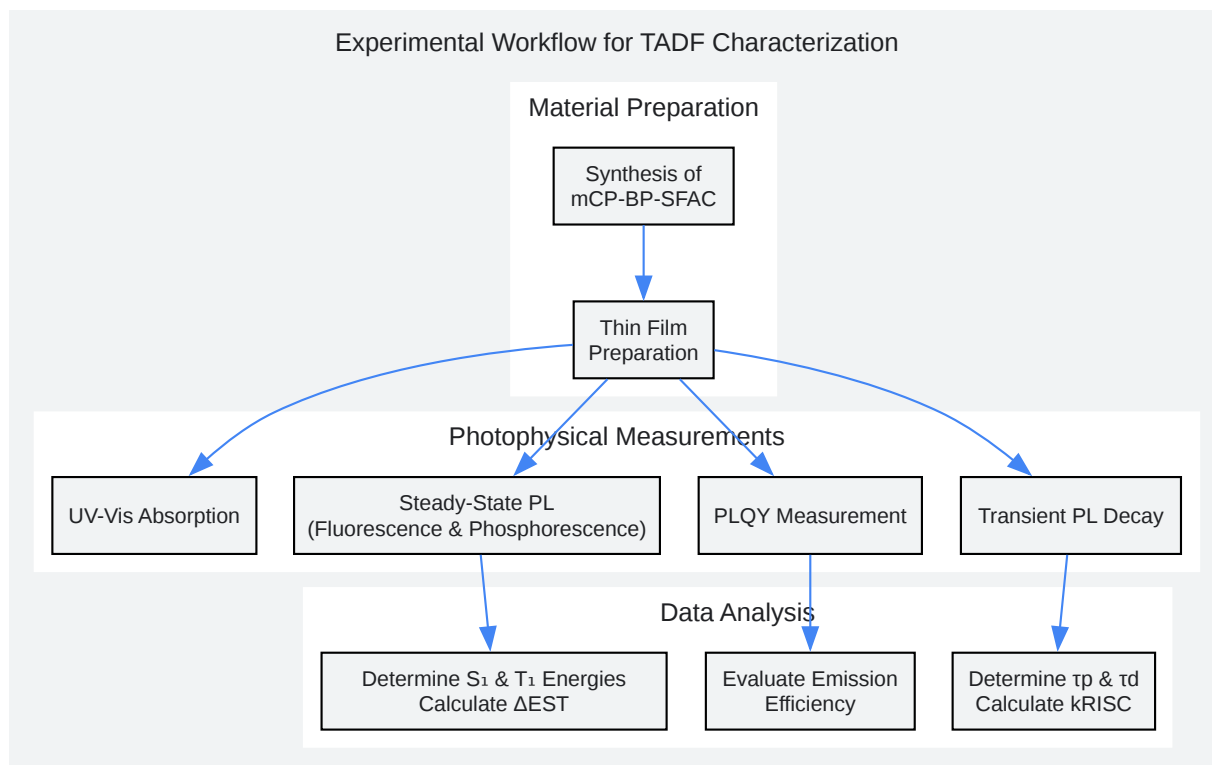 Experimental Workflow for TADF Characterization
Material Preparation
Synthesis of
mCP-BP-SFAC
Thin Film
Preparation
Photophysical Measurements
UV-Vis Absorption
Steady-State PL
(Fluorescence & Phosphorescence)
PLQY Measurement
Transient PL Decay
Data Analysis
Determine S₁ & T₁ Energies
Calculate ΔEST
Evaluate Emission
Efficiency
Determine τp & τd
Calculate kRISC